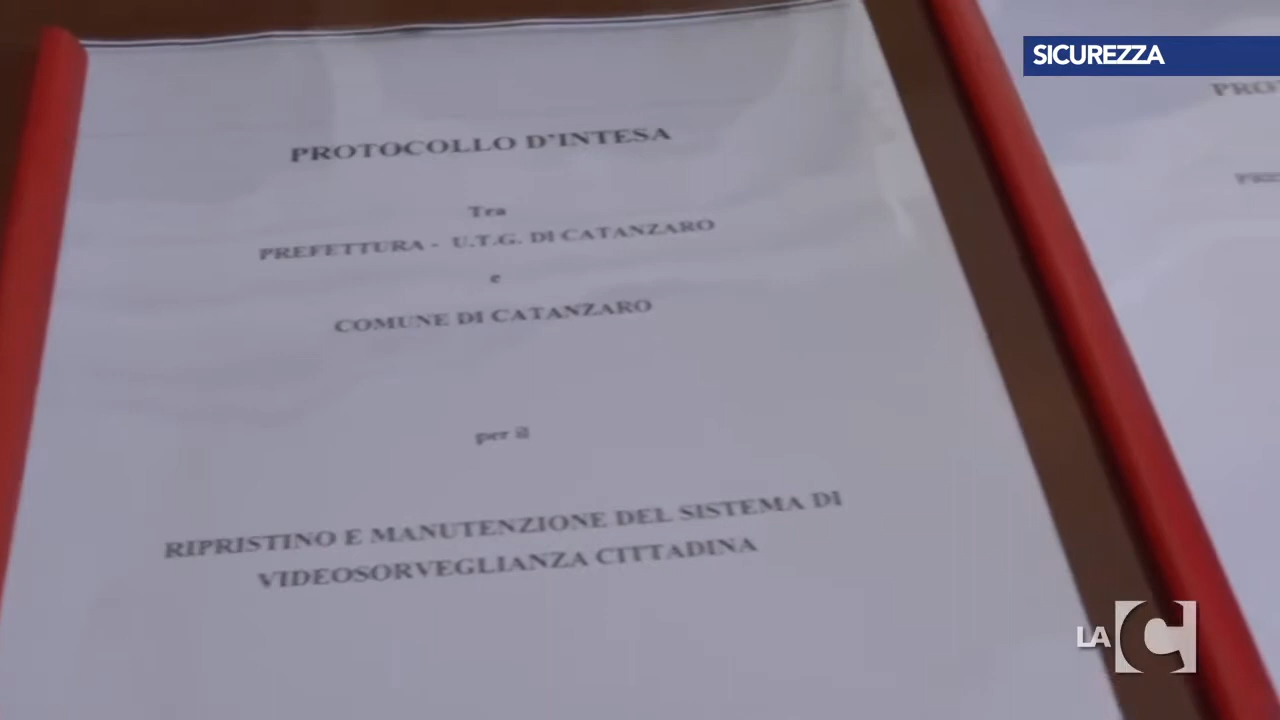 SICUREZZA
PROTOCOLLO D'INTESA
Tra
PREFETTURA - U.T.G. DI CATANZARO
e
COMUNE DI CATANZARO
per il
RIPRISTINO E MANUTENZIONE DEL SISTEMA DI
VIDEOSORVEGLIANZA CITTADINA
PRO
LA C